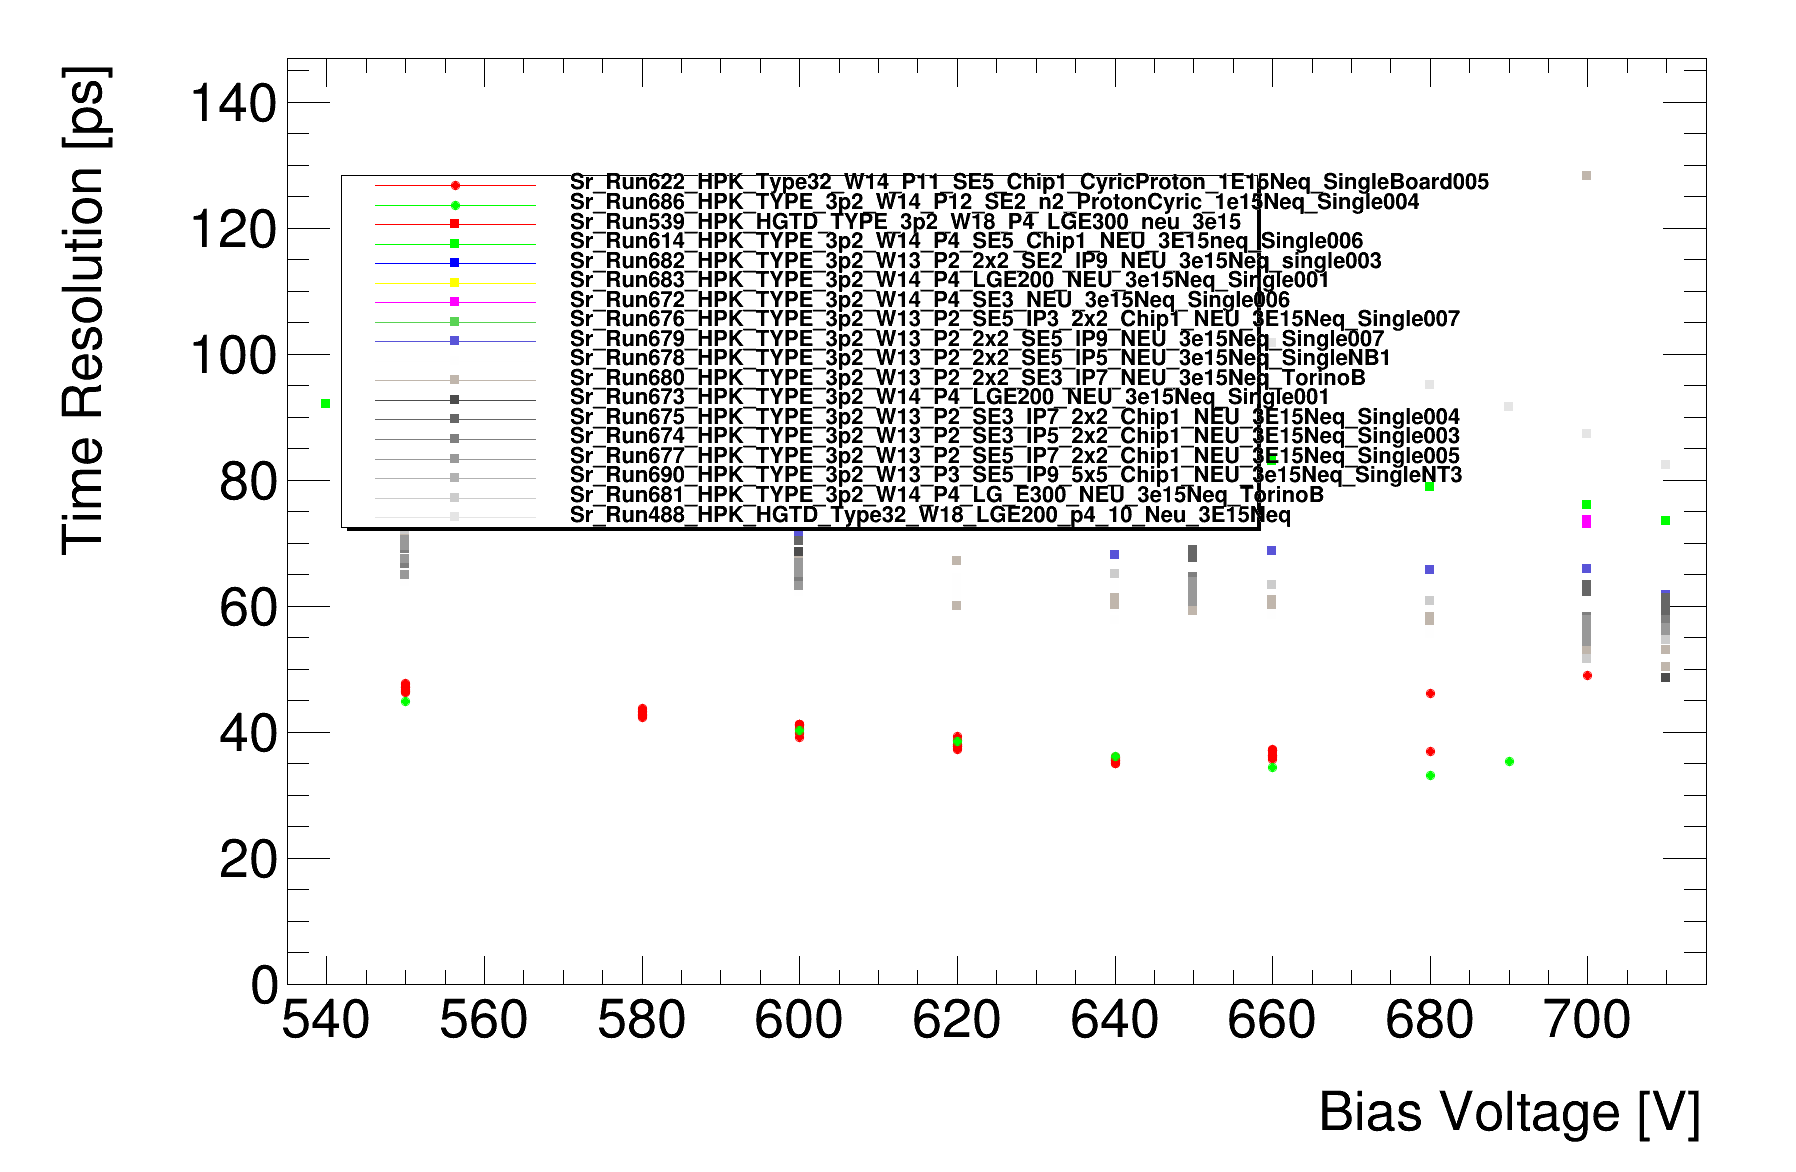 Time Resolution [ps]
140
120
100
80
60
40
20
0
Sr_Run622_HPK_Type32_W14_P11_SE5_Chip1_CyricProton_1E15Neq_SingleBoard005
Sr_Run686_HPK_TYPE_3p2_W14_P12_SE2_n2_ProtonCyric_1e15Neq_Single004
Sr_Run539_HPK_HGTD_TYPE_3p2_W18_P4_LGE300_neu_3e15
Sr_Run614_HPK_TYPE_3p2_W14_P4_SE5_Chip1_NEU_3E15neq_Single006
Sr_Run682_HPK_TYPE_3p2_W13_P2_2x2_SE2_IP9_NEU_3e15Neq_single003
Sr_Run683_HPK_TYPE_3p2_W14_P4_LGE200_NEU_3e15Neq_Single001
Sr_Run672_HPK_TYPE_3p2_W14_P4_SE3_NEU_3e15Neq_Single006
Sr_Run676_HPK_TYPE_3p2_W13_P2_SE5_IP3_2x2_Chip1_NEU_3E15Neq_Single007
Sr_Run679_HPK_TYPE_3p2_W13_P2_2x2_SE5_IP9_NEU_3e15Neq_Single007
Sr_Run678_HPK_TYPE_3p2_W13_P2_2x2_SE5_IP5_NEU_3e15Neq_SingleNB1
Sr_Run680_HPK_TYPE_3p2_W13_P2_2x2_SE3_IP7_NEU_3e15Neq_TorinoB
Sr_Run673_HPK_TYPE_3p2_W14_P4_LGE200_NEU_3e15Neq_Single001
Sr_Run675_HPK_TYPE_3p2_W13_P2_SE3_IP7_2x2_Chip1_NEU_3E15Neq_Single004
Sr_Run674_HPK_TYPE_3p2_W13_P2_SE3_IP5_2x2_Chip1_NEU_3E15Neq_Single003
Sr_Run677_HPK_TYPE_3p2_W13_P2_SE5_IP7_2x2_Chip1_NEU_3E15Neq_Single005
Sr_Run690_HPK_TYPE_3p2_W13_P3_SE5_IP9_5x5_Chip1_NEU_3e15Neq_SingleNT3
Sr_Run681_HPK_TYPE_3p2_W14_P4_LG_E300_NEU_3e15Neq_TorinoB
Sr_Run488_HPK_HGTD_Type32_W18_LGE200_p4_10_Neu_3E15Neq
540 560 580 600 620 640 660 680 700
Bias Voltage [V]